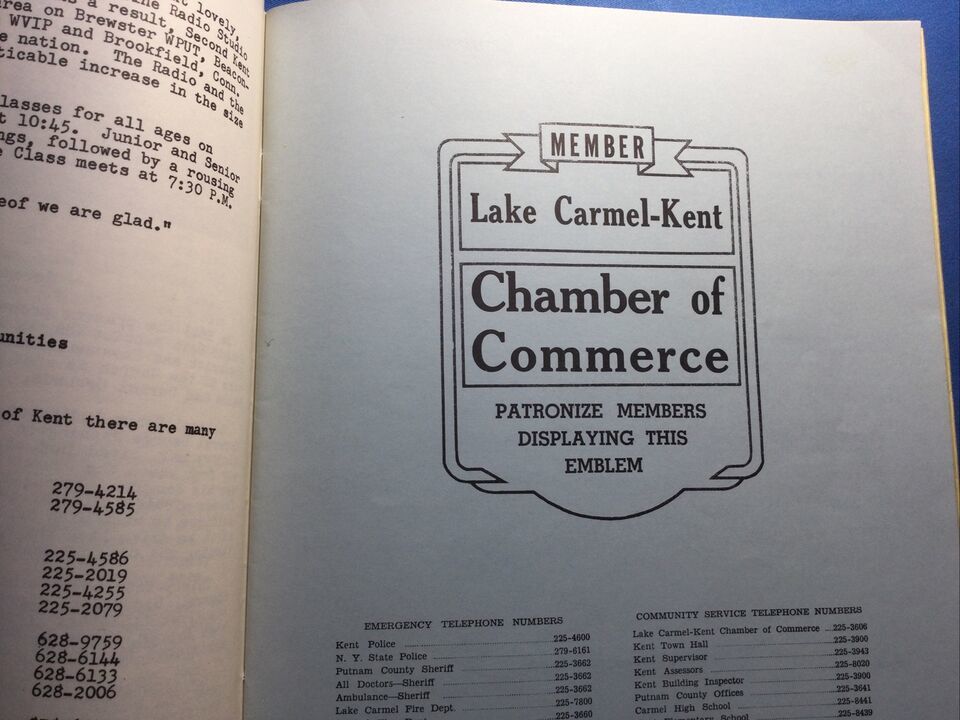 lovely,
the Radio Studio
as a result, Second Kent
area on Brewster WPUT, Beacon-
WVIP and Brookfield, Conn.
e nation. The Radio and the
ticable increase in the size
lasses for all ages on
t 10:45. Junior and Senior
ngs, followed by a rousing
e Class meets at 7:30 P.M.
eof we are glad."
unities
of Kent there are many
279-4214
279-4585
225-4586
225-2019
225-4255
225-2079
628-9759
628-6144
628-6133
628-2006
MEMBER
Lake Carmel-Kent
Chamber of
Commerce
PATRONIZE MEMBERS
DISPLAYING THIS
EMBLEM
EMERGENCY TELEPHONE NUMBERS
Kent Police ........ 225-4600
N. Y. State Police ........ 279-6161
Putnam County Sheriff ........ 225-3662
All Doctors—Sheriff ........ 225-3662
Ambulance—Sheriff ........ 225-3662
Lake Carmel Fire Dept. ........ 225-7800
225-3660
COMMUNITY SERVICE TELEPHONE NUMBERS
Lake Carmel-Kent Chamber of Commerce ... 225-3606
Kent Town Hall ........ 225-3900
Kent Supervisor ........ 225-3943
Kent Assessors ........ 225-8020
Kent Building Inspector ........ 225-3900
Putnam County Offices ........ 225-3641
Carmel High School ........ 225-8441
Elementary School ........ 225-8439